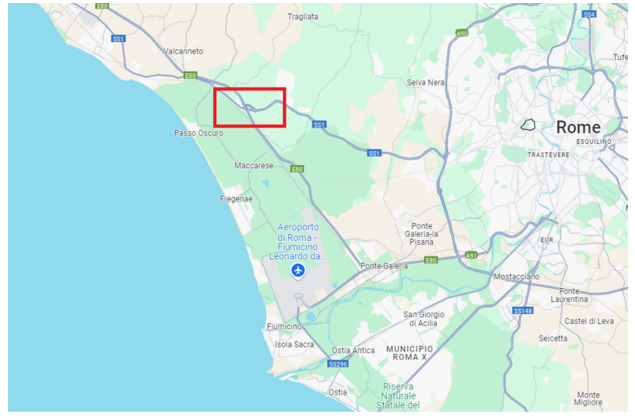 E80
Tragliata
SS4
SS1
A90
Valcanneto
Tufe
E80
Selva Nera
Rome
SS1
Passo Oscuro
ESQUILINO
SS1
TRASTEVERE
Maccarese
E80
Fregenae
Aeroporto
di Roma -
Fiumicino
Leonardo da...
Ponte
Galeria-la
Pisana
EUR
E80
A91
Ponte Galeria
Mostacciano
Fonte
Laurentina
Fiumicino
San Giorgio
di Acilia
SS148
Castel di Leva
Isola Sacra
Ostia Antica
MUNICIPIO
ROMA X
Selcetta
SS296
Ostia
Riserva
Naturale
Statale del
Monte
Migliore